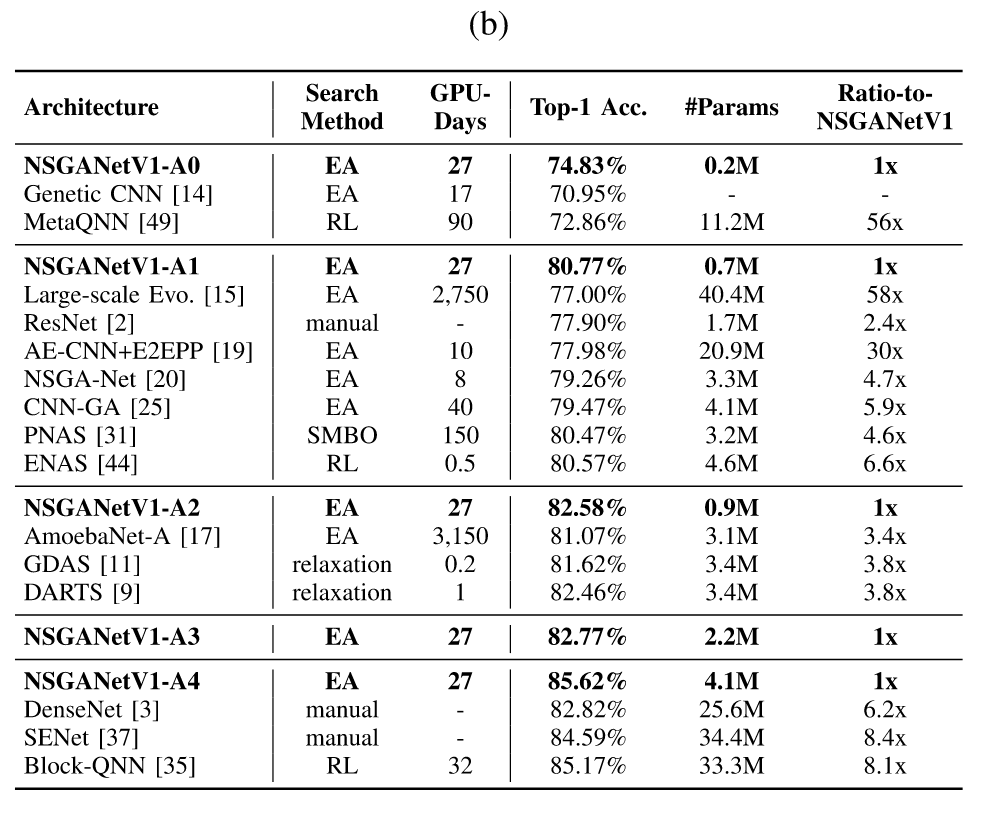 (b)
Architecture Search Method GPU-Days Top-1 Acc. #Params Ratio-to-NSGANetV1
NSGANetV1-A0 EA 27 74.83% 0.2M 1x
Genetic CNN [14] EA 17 70.95% - -
MetaQNN [49] RL 90 72.86% 11.2M 56x
NSGANetV1-A1 EA 27 80.77% 0.7M 1x
Large-scale Evo. [15] EA 2,750 77.00% 40.4M 58x
ResNet [2] manual - 77.90% 1.7M 2.4x
AE-CNN+E2EPP [19] EA 10 77.98% 20.9M 30x
NSGA-Net [20] EA 8 79.26% 3.3M 4.7x
CNN-GA [25] EA 40 79.47% 4.1M 5.9x
PNAS [31] SMBO 150 80.47% 3.2M 4.6x
ENAS [44] RL 0.5 80.57% 4.6M 6.6x
NSGANetV1-A2 EA 27 82.58% 0.9M 1x
AmoebaNet-A [17] EA 3,150 81.07% 3.1M 3.4x
GDAS [11] relaxation 0.2 81.62% 3.4M 3.8x
DARTS [9] relaxation 1 82.46% 3.4M 3.8x
NSGANetV1-A3 EA 27 82.77% 2.2M 1x
NSGANetV1-A4 EA 27 85.62% 4.1M 1x
DenseNet [3] manual - 82.82% 25.6M 6.2x
SENet [37] manual - 84.59% 34.4M 8.4x
Block-QNN [35] RL 32 85.17% 33.3M 8.1x